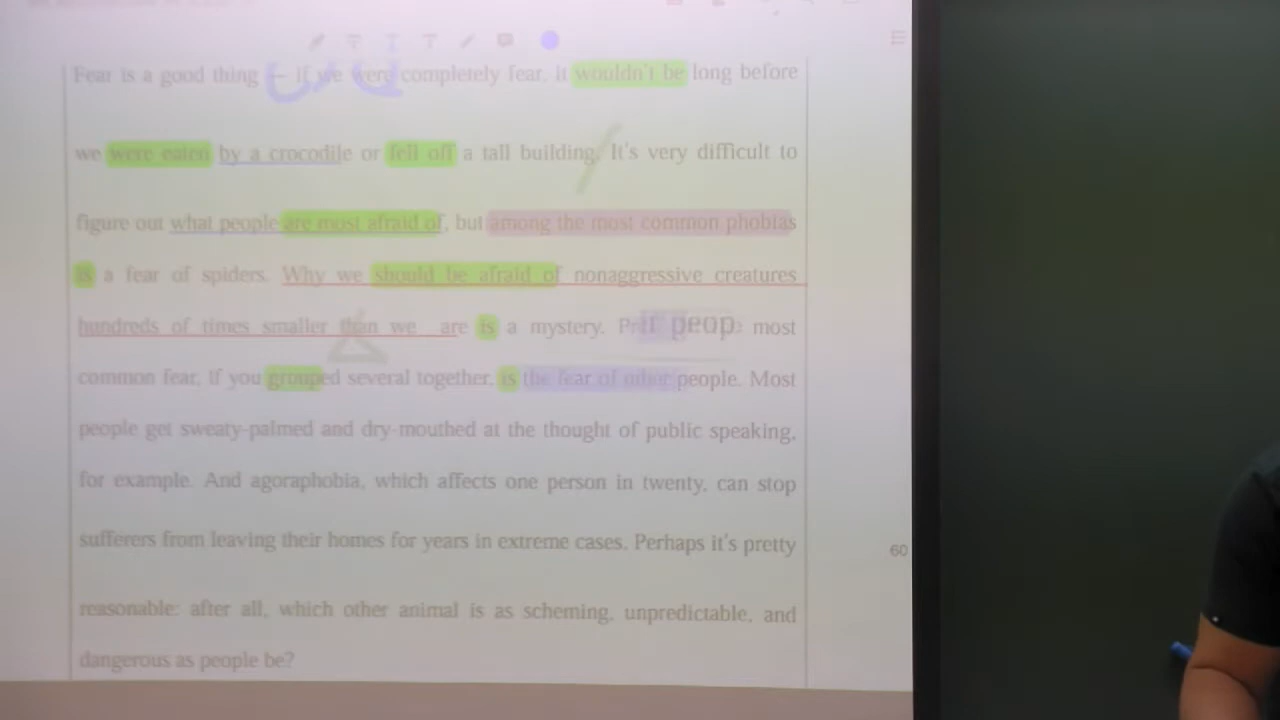 Fear is a good thing – if we were completely fear, it wouldn't be long before
we were eaten by a crocodile or fell off a tall building. It's very difficult to
figure out what people are most afraid of, but among the most common phobias
is a fear of spiders. Why we should be afraid of nonaggressive creatures
hundreds of times smaller than we are is a mystery. if peop most
common fear, if you grouped several together, is the fear of other people. Most
people get sweaty-palmed and dry-mouthed at the thought of public speaking,
for example. And agoraphobia, which affects one person in twenty, can stop
sufferers from leaving their homes for years in extreme cases. Perhaps it's pretty
60
reasonable: after all, which other animal is as scheming, unpredictable, and
dangerous as people be?